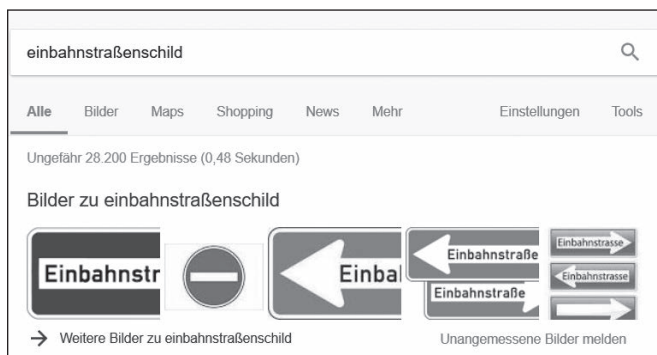 einbahnstraßenschild
Alle Bilder Maps Shopping News Mehr Einstellungen Tools
Ungefähr 28.200 Ergebnisse (0,48 Sekunden)
Bilder zu einbahnstraßenschild
Einbahnstr
Einbal
Einbahnstraße
Einbahnstraße
Einbahnstrasse
Einbahnstrasse
→ Weitere Bilder zu einbahnstraßenschild Unangemessene Bilder melden